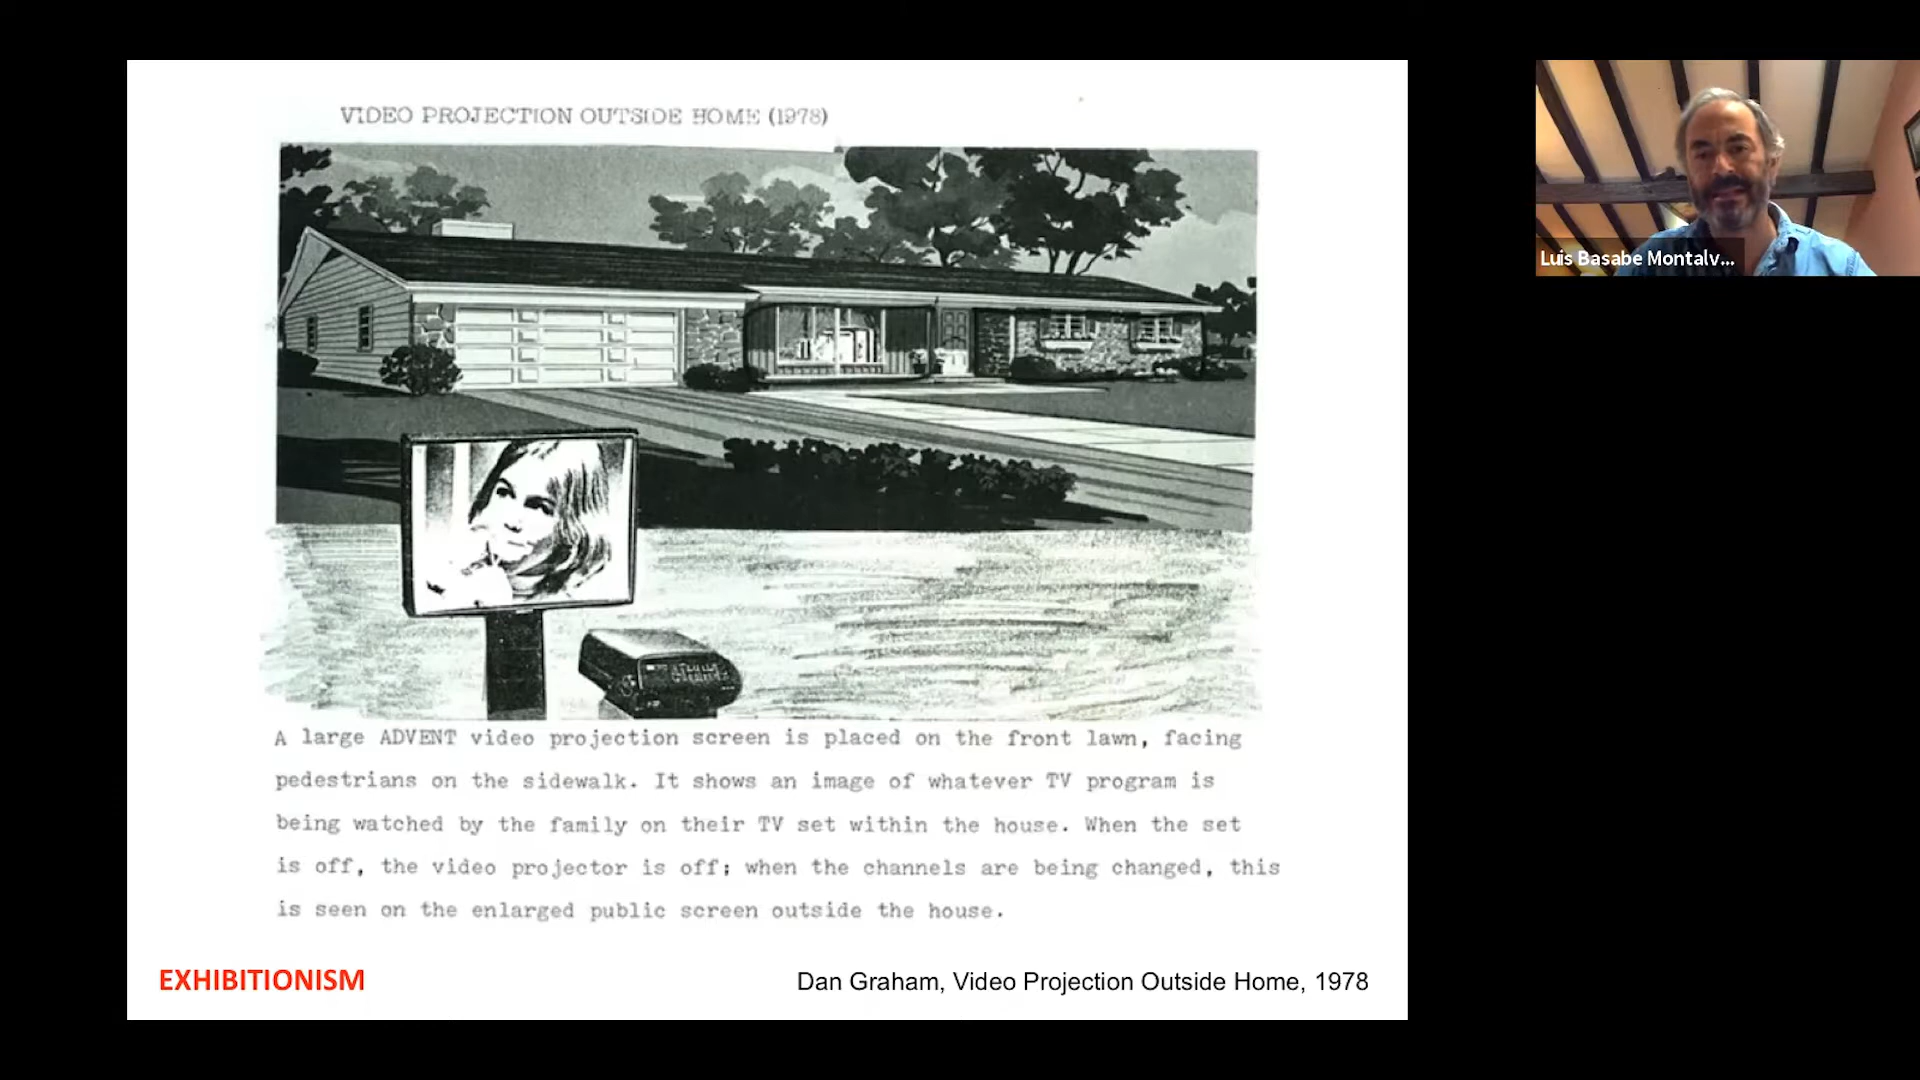 VIDEO PROJECTION OUTSIDE HOME (1978)
A large ADVENT video projection screen is placed on the front lawn, facing
pedestrians on the sidewalk. It shows an image of whatever TV program is
being watched by the family on their TV set within the house. When the set
is off, the video projector is off; when the channels are being changed, this
is seen on the enlarged public screen outside the house.
EXHIBITIONISM
Dan Graham, Video Projection Outside Home, 1978
Luis Basabe Montalv...